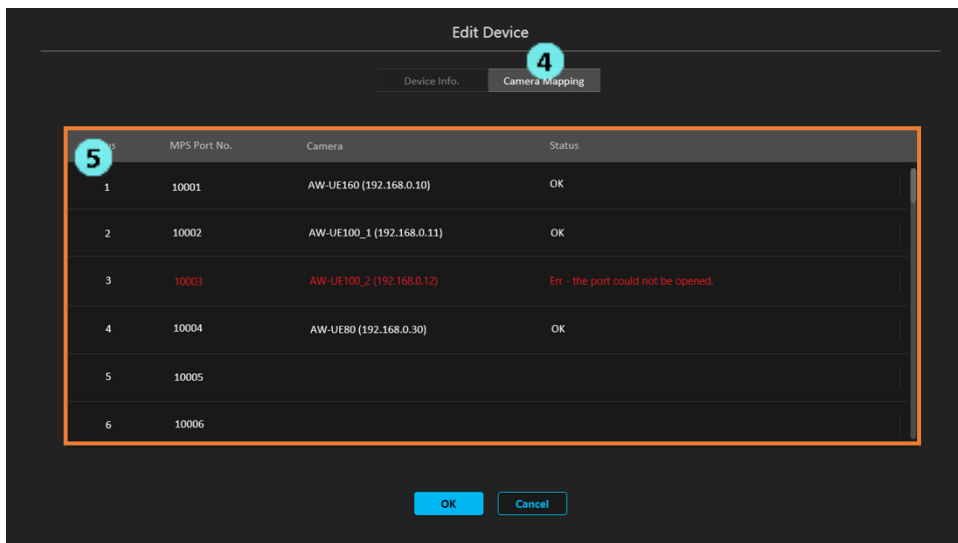 Edit Device
4
Device Info. Camera Mapping
5 MPS Port No. Camera Status
1 10001 AW-UE160 (192.168.0.10) OK
2 10002 AW-UE100_1 (192.168.0.11) OK
3 10003 AW-UE100_2 (192.168.0.12) Err - the port could not be opened.
4 10004 AW-UE80 (192.168.0.30) OK
5 10005
6 10006
OK Cancel